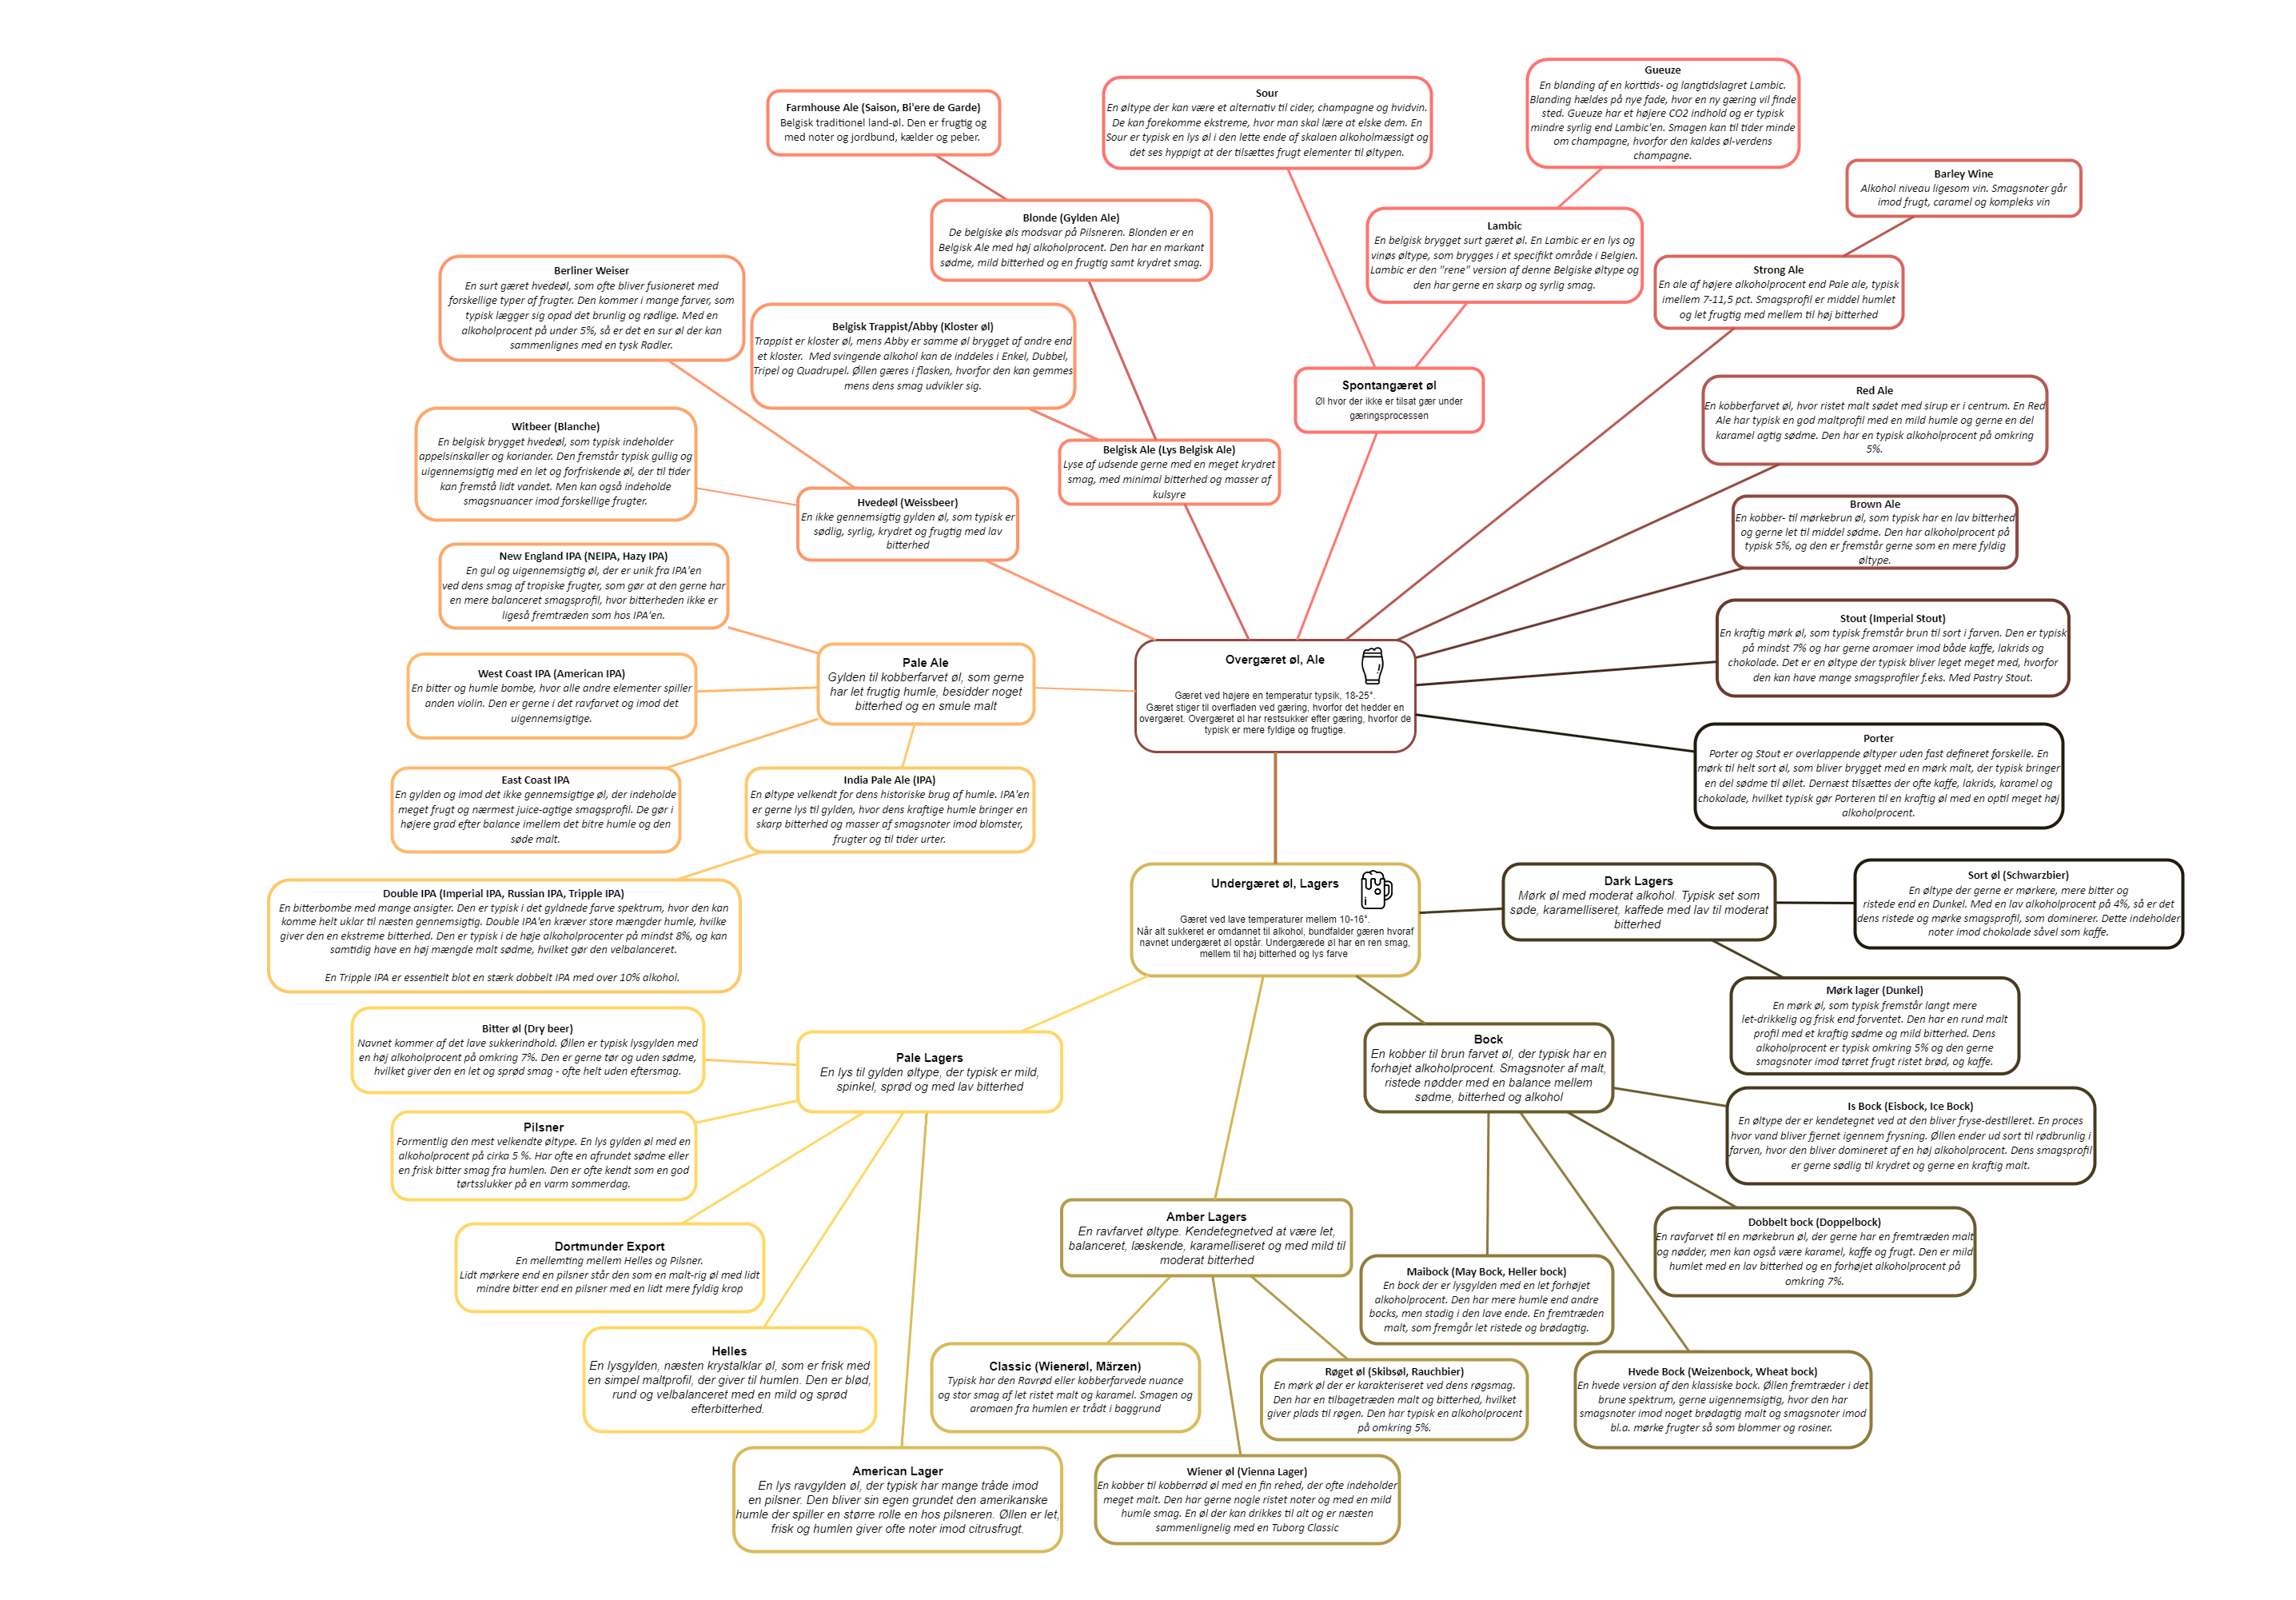 Gueuze
En blanding af en korttids- og langtidslagret Lambic.
Blanding hældes på nye fade, hvor en ny gæring vil finde
sted. Gueuze har et højere CO2 indhold og er typisk
mindre syrlig end Lambic'en. Smagen kan til tider minde
om champagne, hvorfor den kaldes øl-verdens
champagne.
Sour
En øltype der kan være et alternativ til cider, champagne og hvidvin.
De kan forekomme ekstreme, hvor man skal lære at elske dem. En
Sour er typisk en lys øl i den lette ende af skalaen alkoholmæssigt og
det ses hyppigt at der tilsættes frugt elementer til øltypen.
Farmhouse Ale (Saison, Bi'ere de Garde)
Belgisk traditionel land-øl. Den er frugtig og
med noter og jordbund, kælder og peber.
Barley Wine
Alkohol niveau ligesom vin. Smagsnoter går
imod frugt, caramel og kompleks vin
Blonde (Gylden Ale)
De belgiske øls modsvar på Pilsneren. Blonden er en
Belgisk Ale med høj alkoholprocent. Den har en markant
sødme, mild bitterhed og en frugtig samt krydret smag.
Lambic
En belgisk brygget surt gæret øl. En Lambic er en lys og
vinøs øltype, som brygges i et specifikt område i Belgien.
Lambic er den "rene" version af denne Belgiske øltype og
den har gerne en skarp og syrlig smag.
Berliner Weiser
En surt gæret hvedeøl, som ofte bliver fusioneret med
forskellige typer af frugter. Den kommer i mange farver, som
typisk lægger sig opad det brunlig og rødlige. Med en
alkoholprocent på under 5%, så er det en sur øl der kan
sammenlignes med en tysk Radler.
Strong Ale
En ale af højere alkoholprocent end Pale ale, typisk
imellem 7-11,5 pct. Smagsprofil er middel humlet
og let frugtig med mellem til høj bitterhed
Belgisk Trappist/Abby (Kloster øl)
Trappist er kloster øl, mens Abby er samme øl brygget af andre end
et kloster. Med svingende alkohol kan de inddeles i Enkel, Dubbel,
Tripel og Quadrupel. Øllen gæres i flasken, hvorfor den kan gemmes
mens dens smag udvikler sig.
Spontangæret øl
Øl hvor der ikke er tilsat gær under
gæringsprocessen
Red Ale
En kobberfarvet øl, hvor ristet malt sødet med sirup er i centrum. En Red
Ale har typisk en god maltprofil med en mild humle og gerne en del
karamel agtig sødme. Den har en typisk alkoholprocent på omkring
5%.
Witbeer (Blanche)
En belgisk brygget hvedeøl, som typisk indeholder
appelsinskaller og koriander. Den fremstår typisk gullig og
uigennemsigtig med en let og forfriskende øl, der til tider
kan fremstå lidt vandet. Men kan også indeholde
smagsnuancer imod forskellige frugter.
Belgisk Ale (Lys Belgisk Ale)
Lyse af udsende gerne med en meget krydret
smag, med minimal bitterhed og masser af
kulsyre
Hvedeøl (Weissbeer)
En ikke gennemsigtig gylden øl, som typisk er
sødlig, syrlig, krydret og frugtig med lav
bitterhed
Brown Ale
En kobber- til mørkebrun øl, som typisk har en lav bitterhed
og gerne let til middel sødme. Den har alkoholprocent på
typisk 5%, og den er fremstår gerne som en mere fyldig
øltype.
New England IPA (NEIPA, Hazy IPA)
En gul og uigennemsigtig øl, der er unik fra IPA'en
ved dens smag af tropiske frugter, som gør at den gerne har
en mere balanceret smagsprofil, hvor bitterheden ikke er
ligeså fremtræden som hos IPA'en.
Stout (Imperial Stout)
En kraftig mørk øl, som typisk fremstår brun til sort i farven. Den er typisk
på mindst 7% og har gerne aromaer imod både kaffe, lakrids og
chokolade. Det er en øltype der typisk bliver leget meget med, hvorfor
den kan have mange smagsprofiler f.eks. Med Pastry Stout.
Pale Ale
Gylden til kobberfarvet øl, som gerne
har let frugtig humle, besidder noget
bitterhed og en smule malt
Overgæret øl, Ale
Gæret ved højere en temperatur typsik, 18-25°.
Gæret stiger til overfladen ved gæring, hvorfor det hedder en
overgæret. Overgæret øl har restsukker efter gæring, hvorfor de
typisk er mere fyldige og frugtige.
West Coast IPA (American IPA)
En bitter og humle bombe, hvor alle andre elementer spiller
anden violin. Den er gerne i det ravfarvet og imod det
uigennemsigtige.
Porter
Porter og Stout er overlappende øltyper uden fast defineret forskelle. En
mørk til helt sort øl, som bliver brygget med en mørk malt, der typisk bringer
en del sødme til øllet. Dernæst tilsættes der ofte kaffe, lakrids, karamel og
chokolade, hvilket typisk gør Porteren til en kraftig øl med en optil meget høj
alkoholprocent.
East Coast IPA
En gylden og imod det ikke gennemsigtige øl, der indeholde
meget frugt og nærmest juice-agtige smagsprofil. De gør i
højere grad efter balance imellem det bitre humle og den
søde malt.
India Pale Ale (IPA)
En øltype velkendt for dens historiske brug af humle. IPA'en
er gerne lys til gylden, hvor dens kraftige humle bringer en
skarp bitterhed og masser af smagsnoter imod blomster,
frugter og til tider urter.
Double IPA (Imperial IPA, Russian IPA, Tripple IPA)
En bitterbombe med mange ansigter. Den er typisk i det gyldnede farve spektrum, hvor den kan
komme helt uklar til næsten gennemsigtig. Double IPA'en kræver store mængder humle, hvilke
giver den en ekstreme bitterhed. Den er typisk i de høje alkoholprocenter på mindst 8%, og kan
samtidig have en høj mængde malt sødme, hvilket gør den velbalanceret.
En Tripple IPA er essentielt blot en stærk dobbelt IPA med over 10% alkohol.
Undergæret øl, Lagers
Gæret ved lave temperaturer mellem 10-16°.
Når alt sukkeret er omdannet til alkohol, bundfalder gæren hvoraf
navnet undergæret øl opstår. Undergærede øl har en ren smag,
mellem til høj bitterhed og lys farve
Dark Lagers
Mørk øl med moderat alkohol. Typisk set som
søde, karamelliseret, kaffede med lav til moderat
bitterhed
Sort øl (Schwarzbier)
En øltype der gerne er mørkere, mere bitter og
ristede end en Dunkel. Med en lav alkoholprocent på 4%, så er det
dens ristede og mørke smagsprofil, som dominerer. Dette indeholder
noter imod chokolade såvel som kaffe.
Mørk lager (Dunkel)
En mørk øl, som typisk fremstår langt mere
let-drikkelig og frisk end forventet. Den har en rund malt
profil med et kraftig sødme og mild bitterhed. Dens
alkoholprocent er typisk omkring 5% og den gerne
smagsnoter imod tørret frugt ristet brød, og kaffe.
Bitter øl (Dry beer)
Navnet kommer af det lave sukkerindhold. Øllen er typisk lysgylden med
en høj alkoholprocent på omkring 7%. Den er gerne tør og uden sødme,
hvilket giver den en let og sprød smag - ofte helt uden eftersmag.
Pale Lagers
En lys til gylden øltype, der typisk er mild,
spinkel, sprød og med lav bitterhed
Bock
En kobber til brun farvet øl, der typisk har en
forhøjet alkoholprocent. Smagsnoter af malt,
ristede nødder med en balance mellem
sødme, bitterhed og alkohol
Is Bock (Eisbock, Ice Bock)
En øltype der er kendetegnet ved at den bliver fryse-destilleret. En proces
hvor vand bliver fjernet igennem frysning. Øllen ender ud sort til rødbrunlig i
farven, hvor den bliver domineret af en høj alkoholprocent. Dens smagsprofil
er gerne sødlig til krydret og gerne en kraftig malt.
Pilsner
Formentlig den mest velkendte øltype. En lys gylden øl med en
alkoholprocent på cirka 5 %. Har ofte en afrundet sødme eller
en frisk bitter smag fra humlen. Den er ofte kendt som en god
tørtsslukker på en varm sommerdag.
Amber Lagers
En ravfarvet øltype. Kendetegnetved at være let,
balanceret, læskende, karamelliseret og med mild til
moderat bitterhed
Dobbelt bock (Doppelbock)
En ravfarvet til en mørkebrun øl, der gerne har en fremtræden malt
og nødder, men kan også være karamel, kaffe og frugt. Den er mild
humlet med en lav bitterhed og en forhøjet alkoholprocent på
omkring 7%.
Dortmunder Export
En mellemting mellem Helles og Pilsner.
Lidt mørkere end en pilsner står den som en malt-rig øl med lidt
mindre bitter end en pilsner med en lidt mere fyldig krop
Maibock (May Bock, Heller bock)
En bock der er lysgylden med en let forhøjet
alkoholprocent. Den har mere humle end andre
bocks, men stadig i den lave ende. En fremtræden
malt, som fremgår let ristede og brødagtig.
Helles
En lysgylden, næsten krystalklar øl, som er frisk med
en simpel maltprofil, der giver til humlen. Den er blød,
rund og velbalanceret med en mild og sprød
efterbitterhed.
Classic (Wienerøl, Märzen)
Typisk har den Ravrød eller kobberfarvede nuance
og stor smag af let ristet malt og karamel. Smagen og
aromaen fra humlen er trådt i baggrund
Røget øl (Skibsøl, Rauchbier)
En mørk øl der er karakteriseret ved dens røgsmag.
Den har en tilbagetræden malt og bitterhed, hvilket
giver plads til røgen. Den har typisk en alkoholprocent
på omkring 5%.
Hvede Bock (Weizenbock, Wheat bock)
En hvede version af den klassiske bock. Øllen fremtræder i det
brune spektrum, gerne uigennemsigtig, hvor den har
smagsnoter imod noget brødagtig malt og smagsnoter imod
bl.a. mørke frugter så som blommer og rosiner.
American Lager
En lys ravgylden øl, der typisk har mange tråde imod
en pilsner. Den bliver sin egen grundet den amerikanske
humle der spiller en større rolle en hos pilsneren. Øllen er let,
frisk og humlen giver ofte noter imod citrusfrugt.
Wiener øl (Vienna Lager)
En kobber til kobberrød øl med en fin rehed, der ofte indeholder
meget malt. Den har gerne nogle ristet noter og med en mild
humle smag. En øl der kan drikkes til alt og er næsten
sammenlignelig med en Tuborg Classic